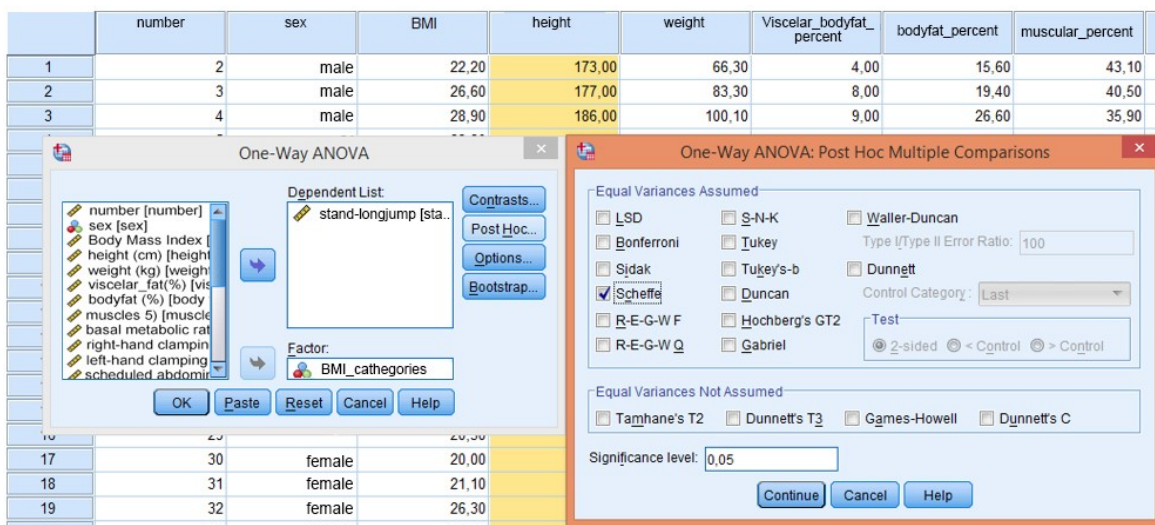 number sex BMI height weight Viscelar_bodyfat_percent bodyfat_percent muscular_percent
1 2 male 22,20 173,00 66,30 4,00 15,60 43,10
2 3 male 26,60 177,00 83,30 8,00 19,40 40,50
3 4 male 28,90 186,00 100,10 9,00 26,60 35,90
One-Way ANOVA
number [number]
sex [sex]
Body Mass Index [
height (cm) [height
weight (kg) [weight
viscelar_fat(%) [vis
bodyfat (%) [body
muscles 5) [muscle
basal metabolic rat
right-hand clamping
left-hand clamping
scheduled abdomir
Dependent List:
stand-longjump [sta..
Contrasts...
Post Hoc...
Options...
Bootstrap...
Factor:
BMI_cathegories
OK Paste Reset Cancel Help
One-Way ANOVA: Post Hoc Multiple Comparisons
Equal Variances Assumed
LSD S-N-K Waller-Duncan
Bonferroni Tukey Type I/Type II Error Ratio: 100
Sidak Tukey's-b Dunnett
Scheffe Duncan Control Category : Last
R-E-G-W F Hochberg's GT2 Test
R-E-G-W Q Gabriel 2-sided < Control > Control
Equal Variances Not Assumed
Tamhane's T2 Dunnett's T3 Games-Howell Dunnett's C
Significance level: 0,05
Continue Cancel Help
17 30 female 20,00
18 31 female 21,10
19 32 female 26,30